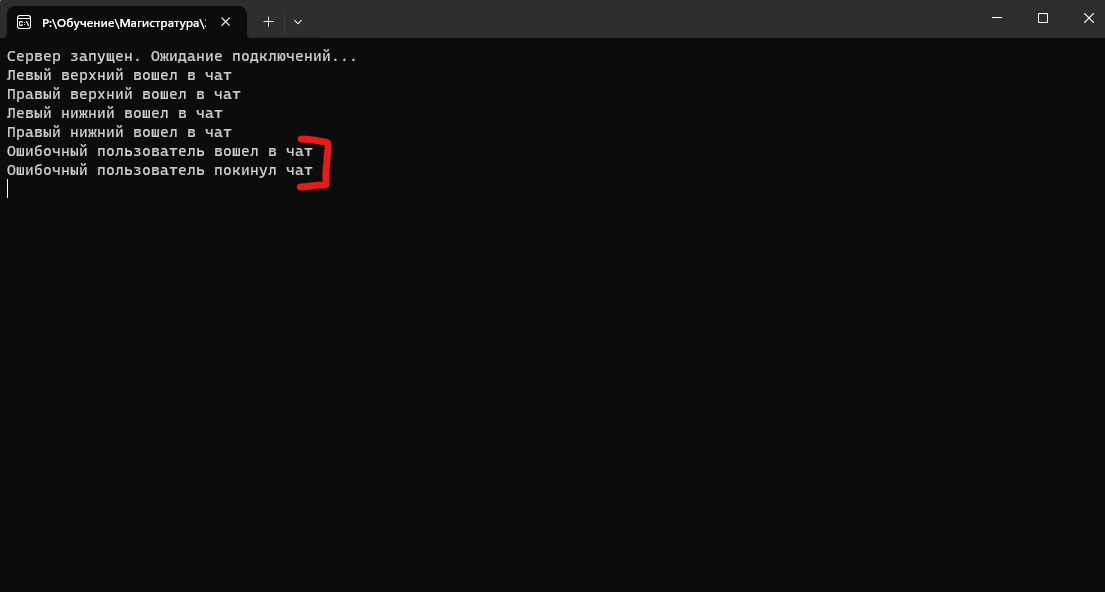 P:\Обучение\Магистратура\
Сервер запущен. Ожидание подключений...
Левый верхний вошел в чат
Правый верхний вошел в чат
Левый нижний вошел в чат
Правый нижний вошел в чат
Ошибочный пользователь вошел в чат
Ошибочный пользователь покинул чат